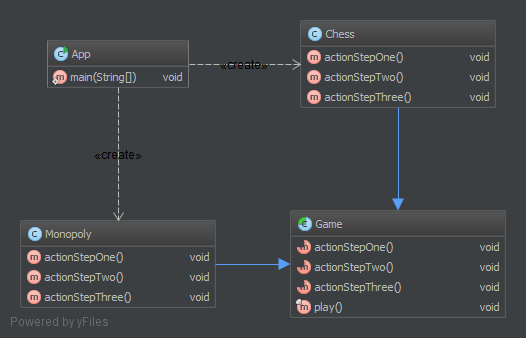 App
main(String[]) void
Chess
actionStepOne() void
actionStepTwo() void
actionStepThree() void
«create»
«create»
Monopoly
actionStepOne() void
actionStepTwo() void
actionStepThree() void
Game
actionStepOne() void
actionStepTwo() void
actionStepThree() void
play() void
Powered by yFiles